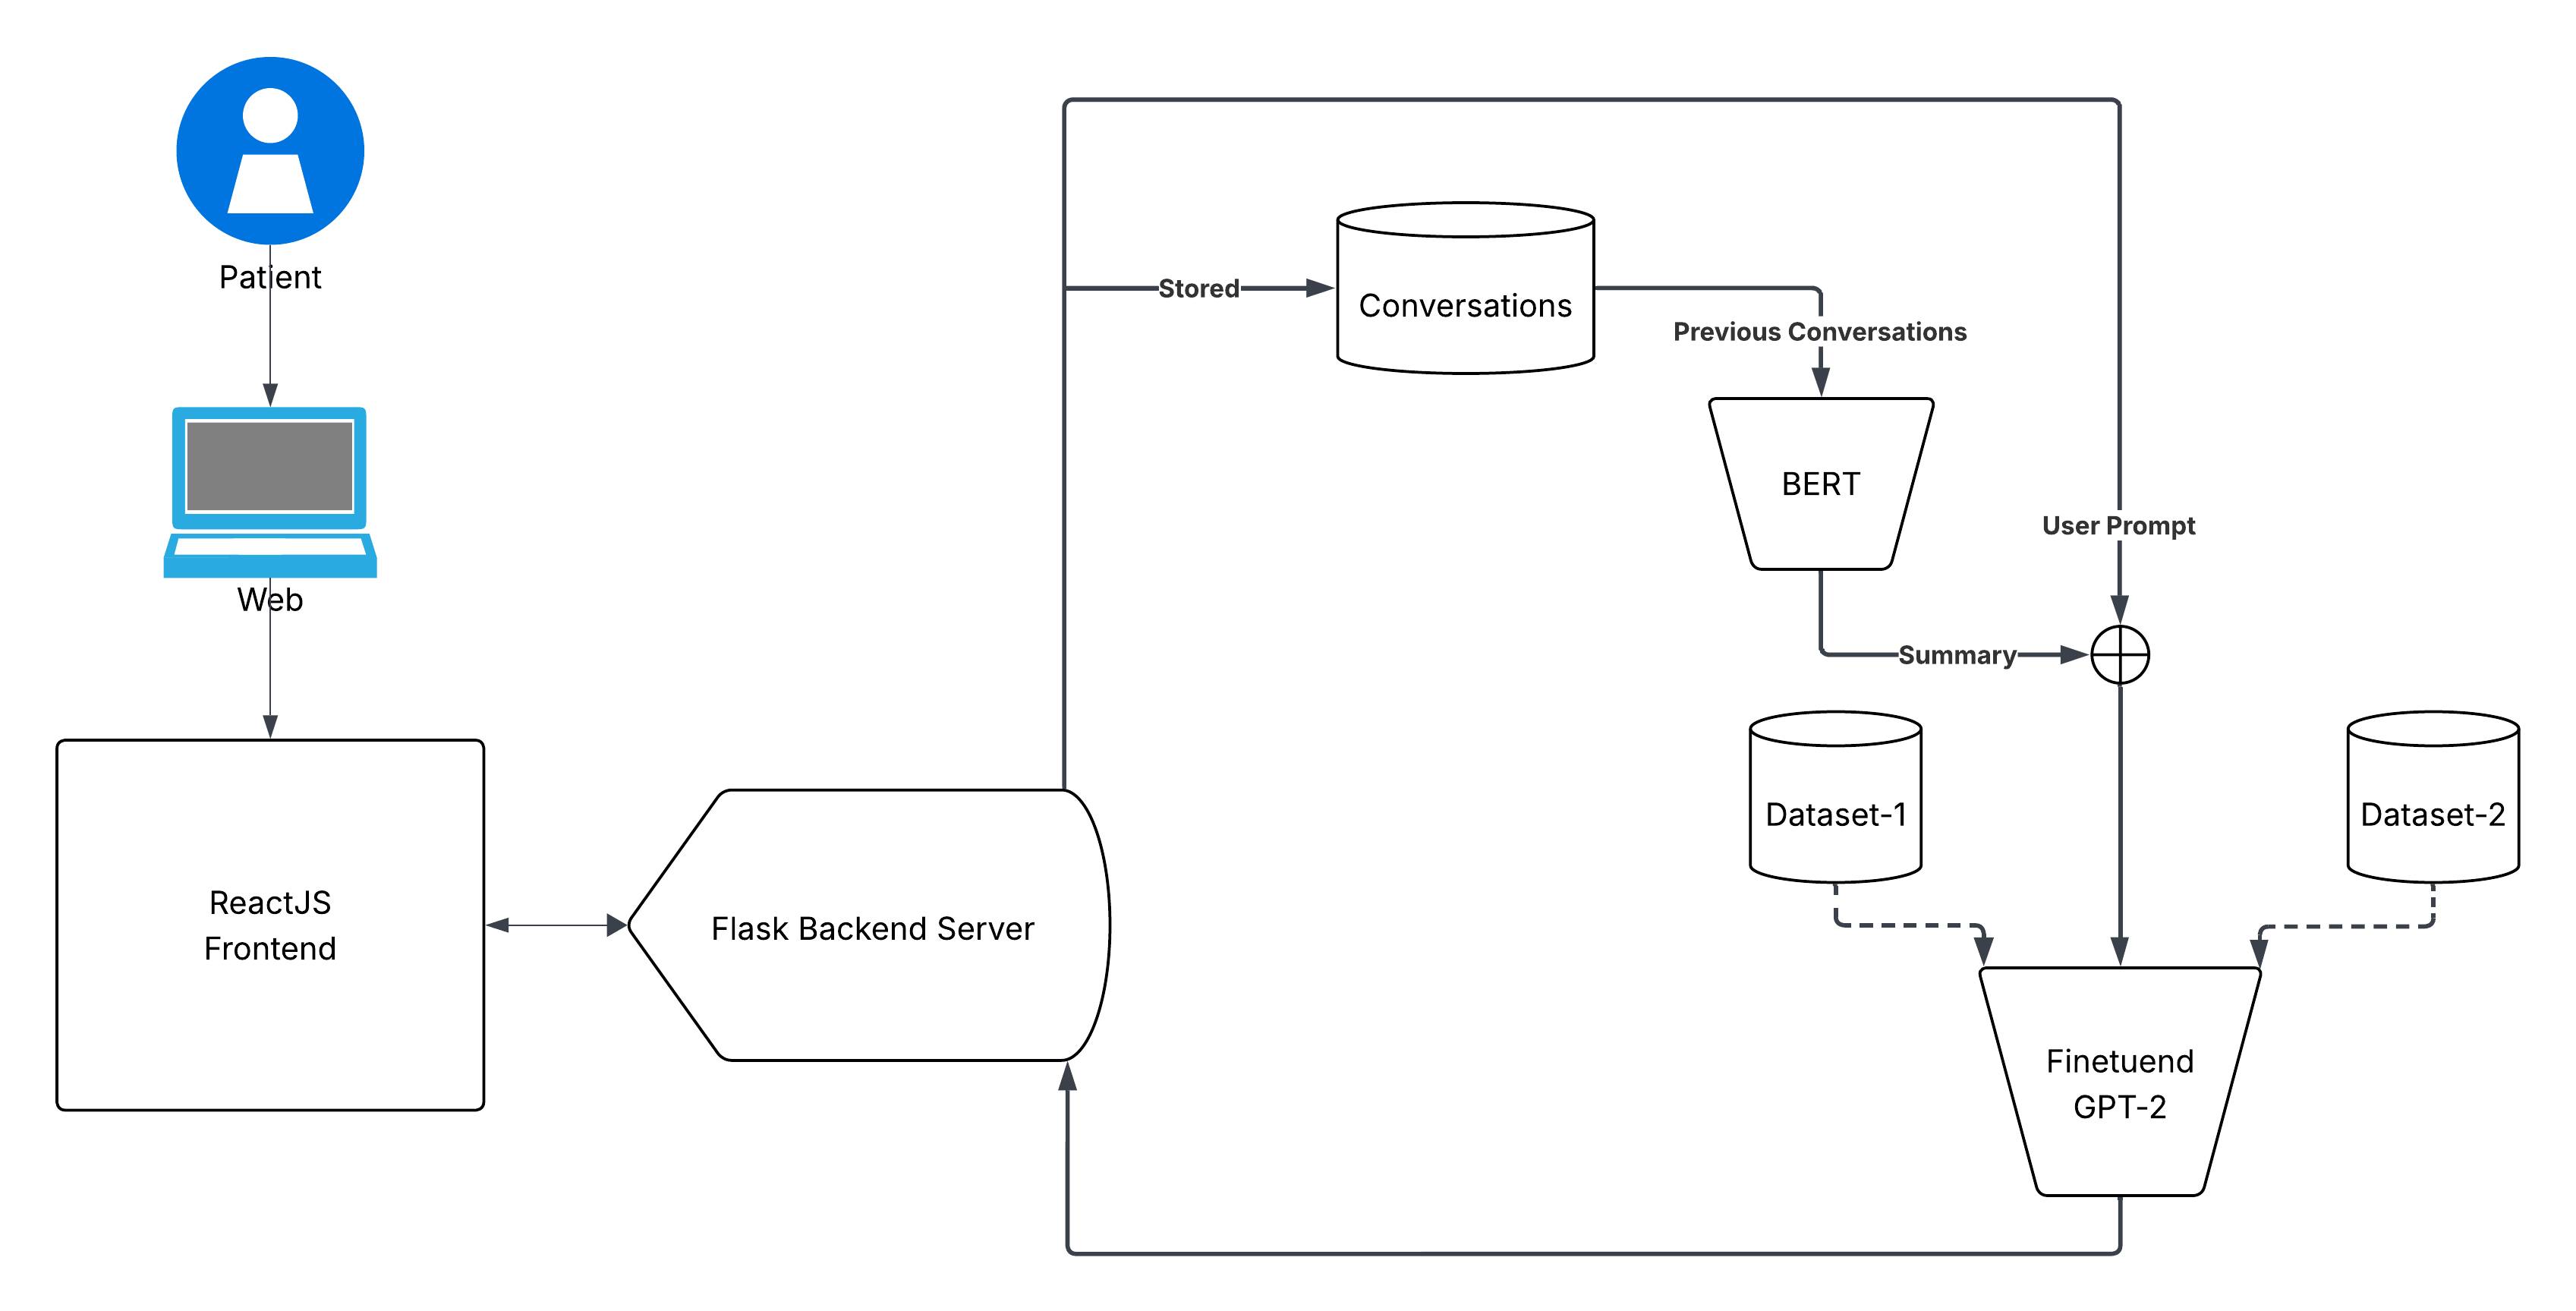 Patient
Web
ReactJS
Frontend
Flask Backend Server
Stored
Conversations
Previous Conversations
BERT
User Prompt
Summary
Dataset-1
Dataset-2
Finetuend
GPT-2